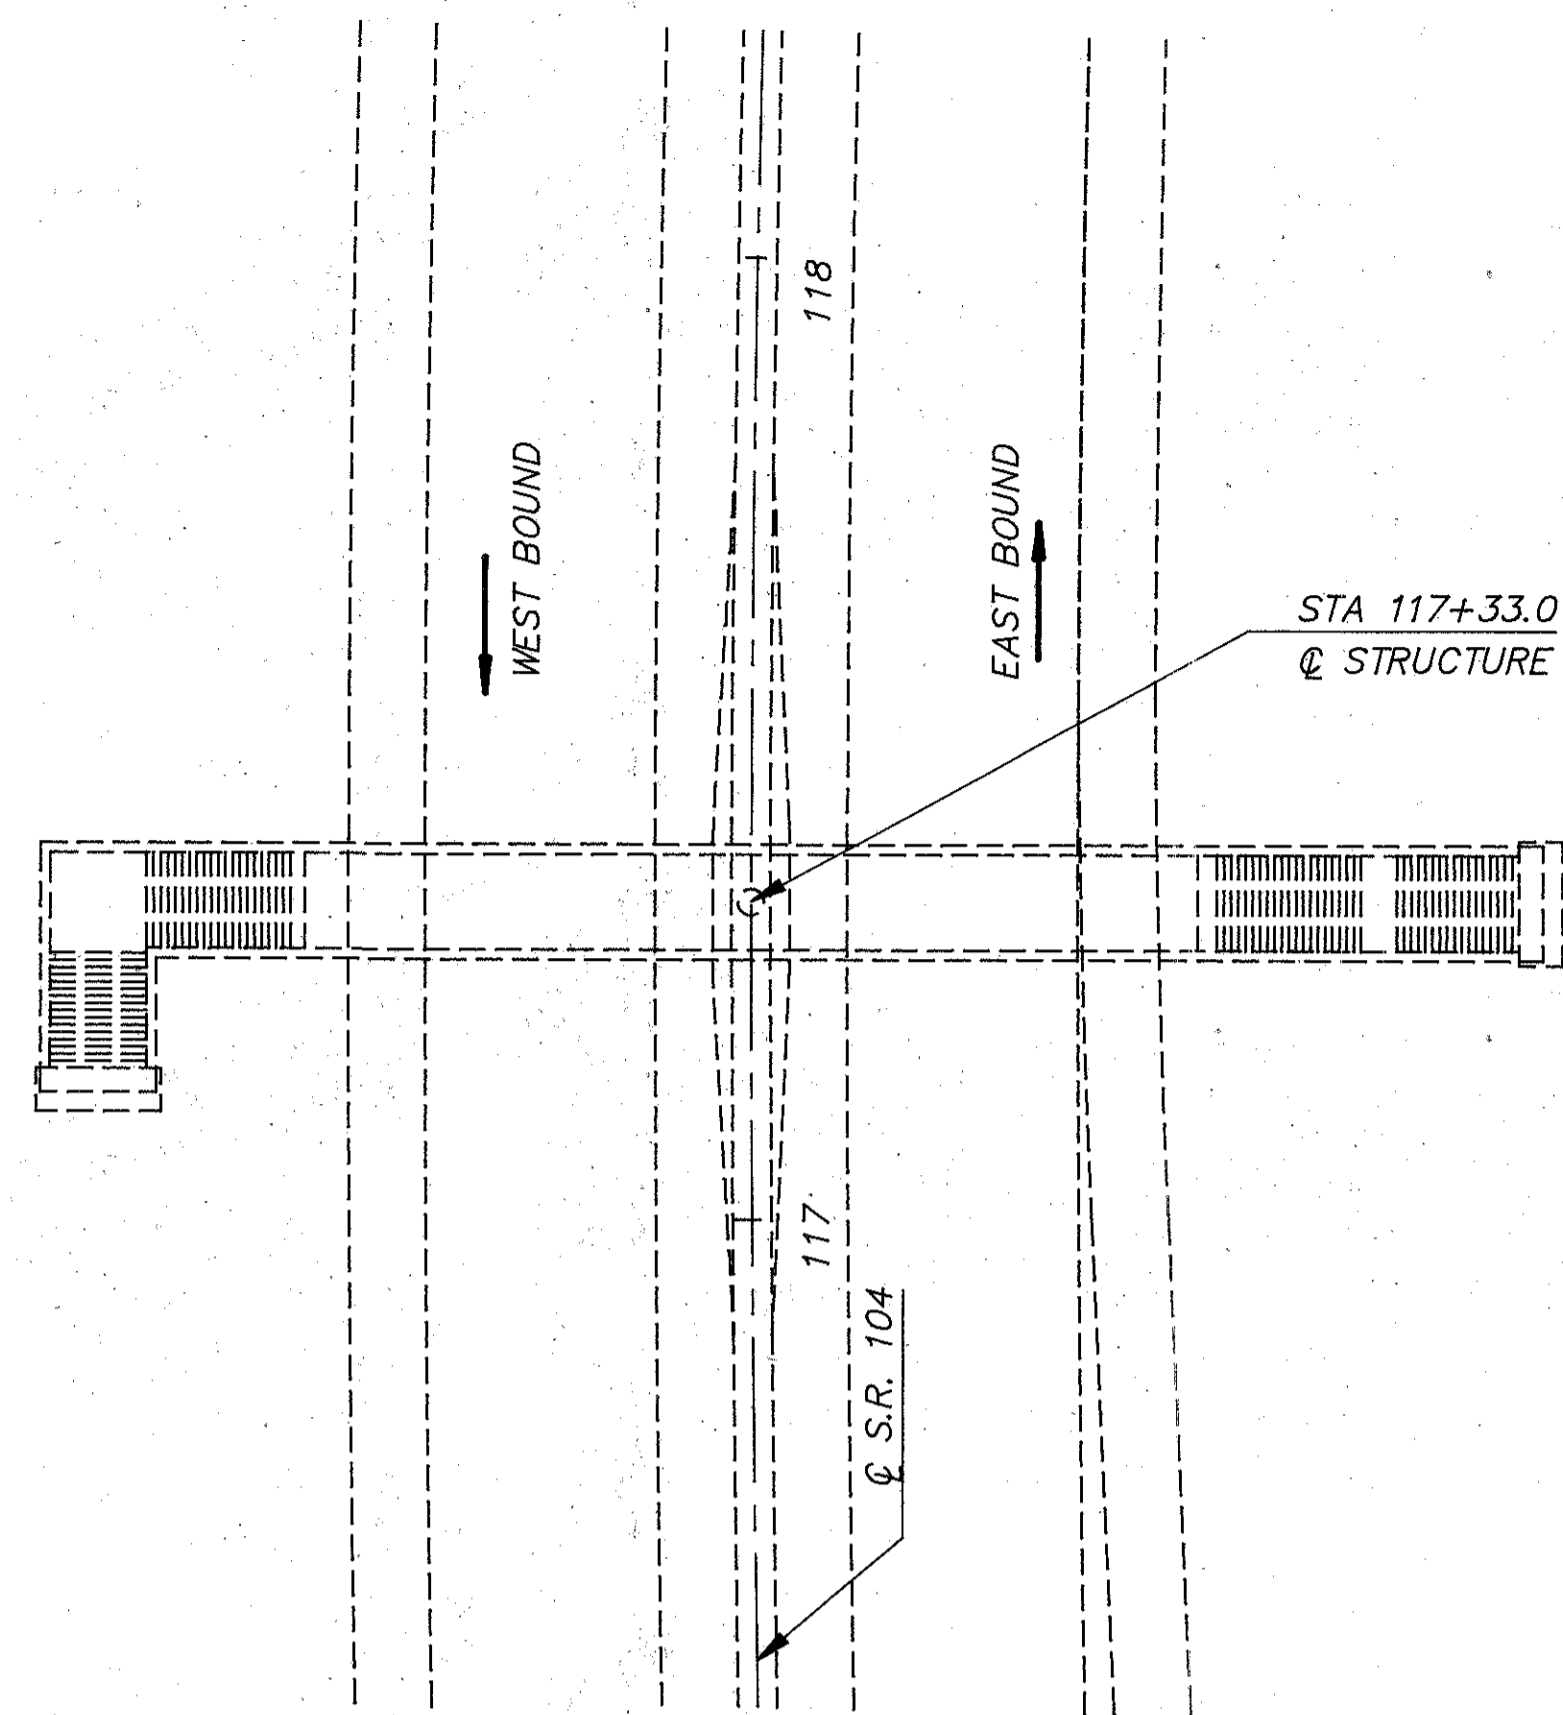 118
WEST BOUND
EAST BOUND
STA 117+33.0
℄ STRUCTURE
117
℄ S.R. 104